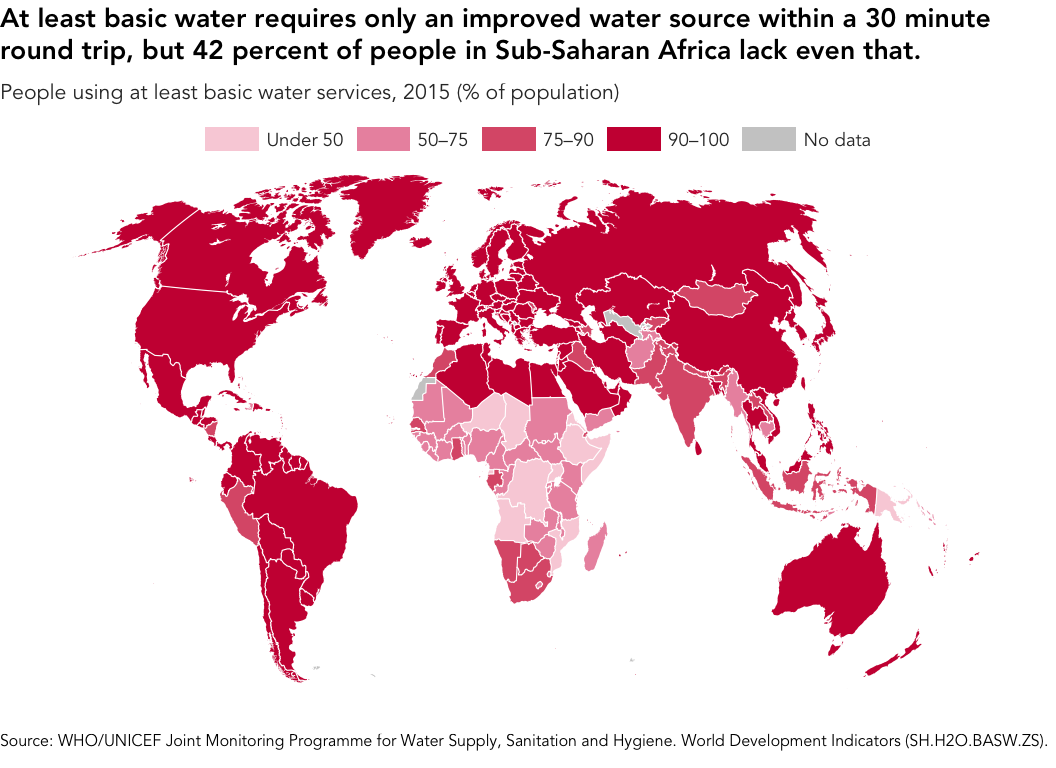 At least basic water requires only an improved water source within a 30 minute
round trip, but 42 percent of people in Sub-Saharan Africa lack even that.
People using at least basic water services, 2015 (% of population)
Under 50 50–75 75–90 90–100 No data
Source: WHO/UNICEF Joint Monitoring Programme for Water Supply, Sanitation and Hygiene. World Development Indicators (SH.H2O.BASW.ZS).